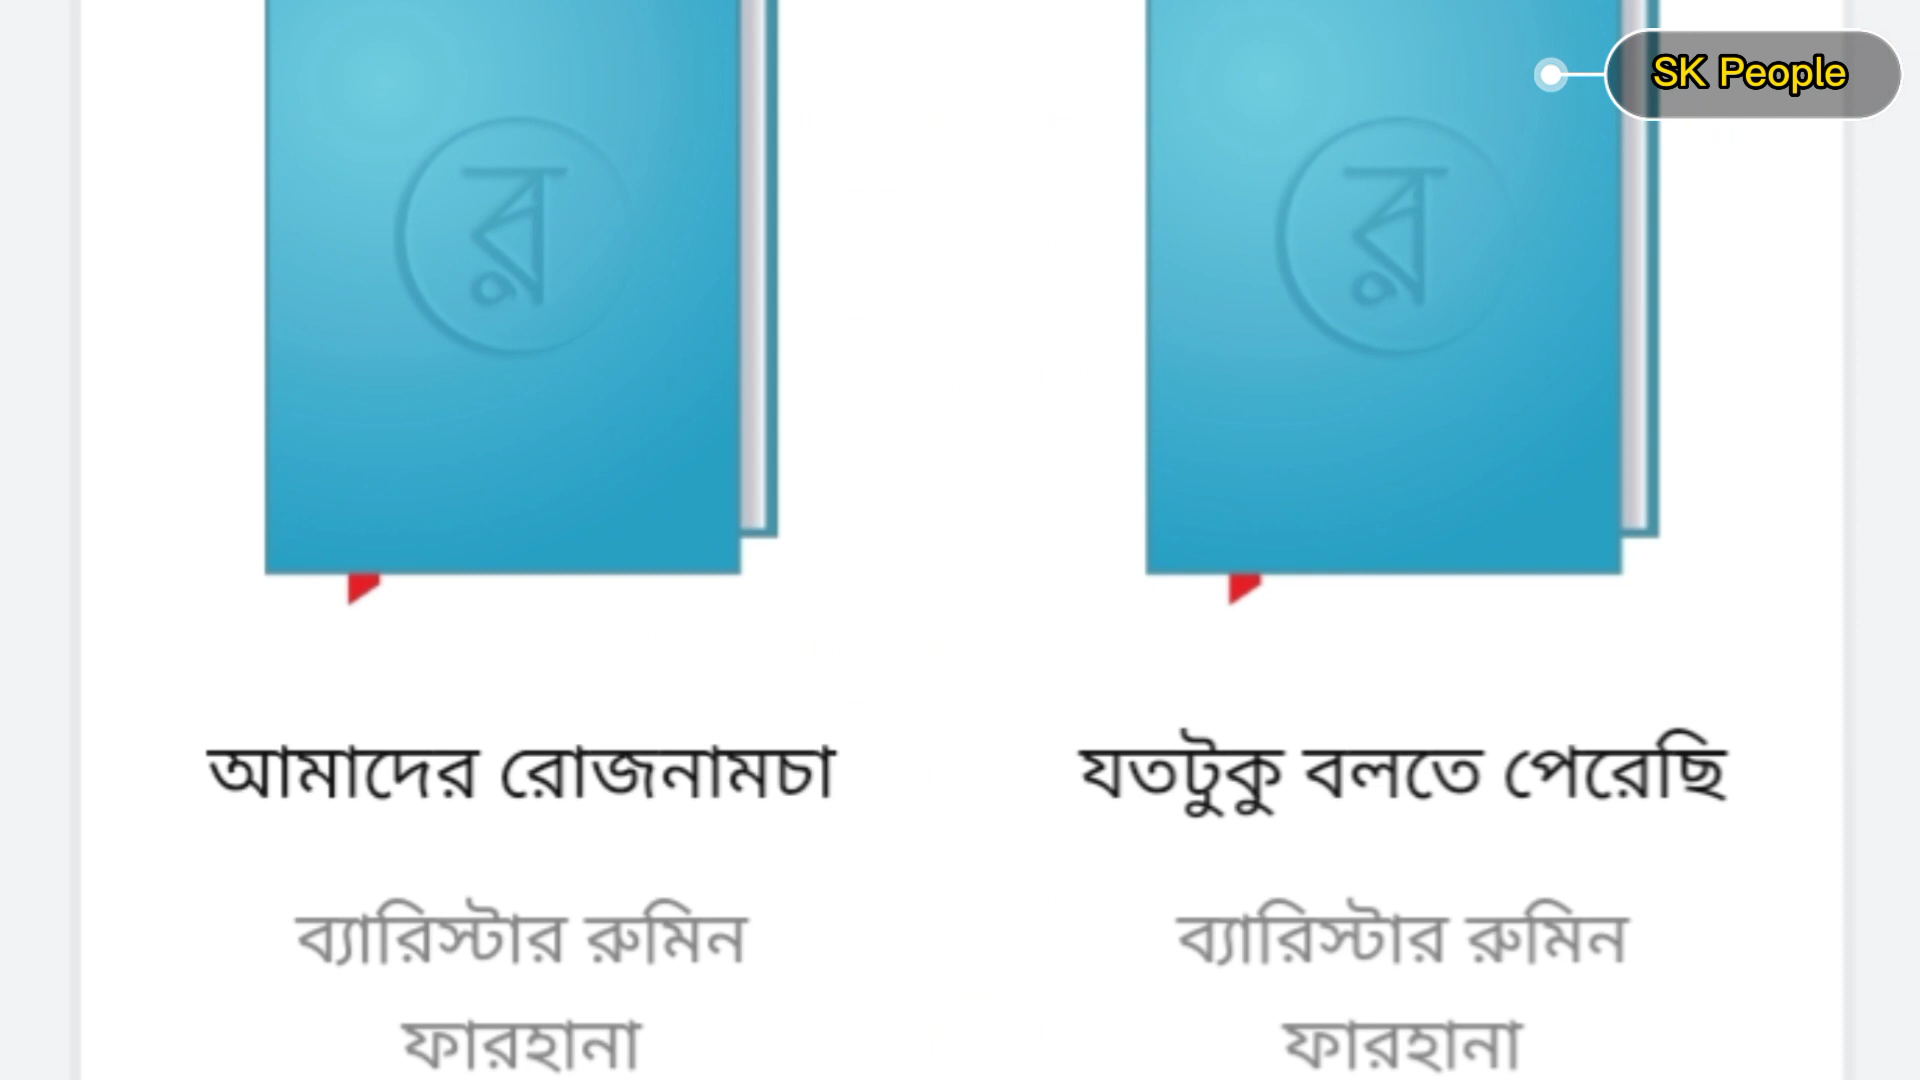 SK People
রু
রু
আমাদের রোজনামচা
যতটুকু বলতে পেরেছি
ব্যারিস্টার রুমিন
ফারহানা
ব্যারিস্টার রুমিন
ফারহানা